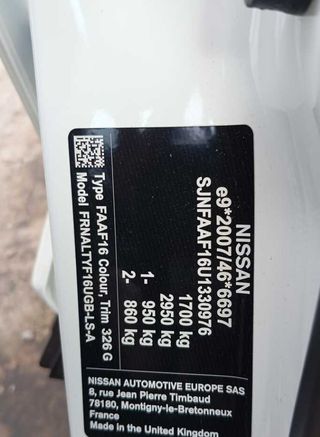 NISSAN
e9*2007/46*6697
SJNFAAF16U1330976
1700 kg
2950 kg
1- 950 kg
2- 860 kg
Type FAAF16 Colour, Trim 326 G
Model FRNALTYF16UGB-LS-A
NISSAN AUTOMOTIVE EUROPE SAS
8, rue Jean Pierre Timbaud
78180, Montigny-le-Bretonneux
France
Made in the United Kingdom